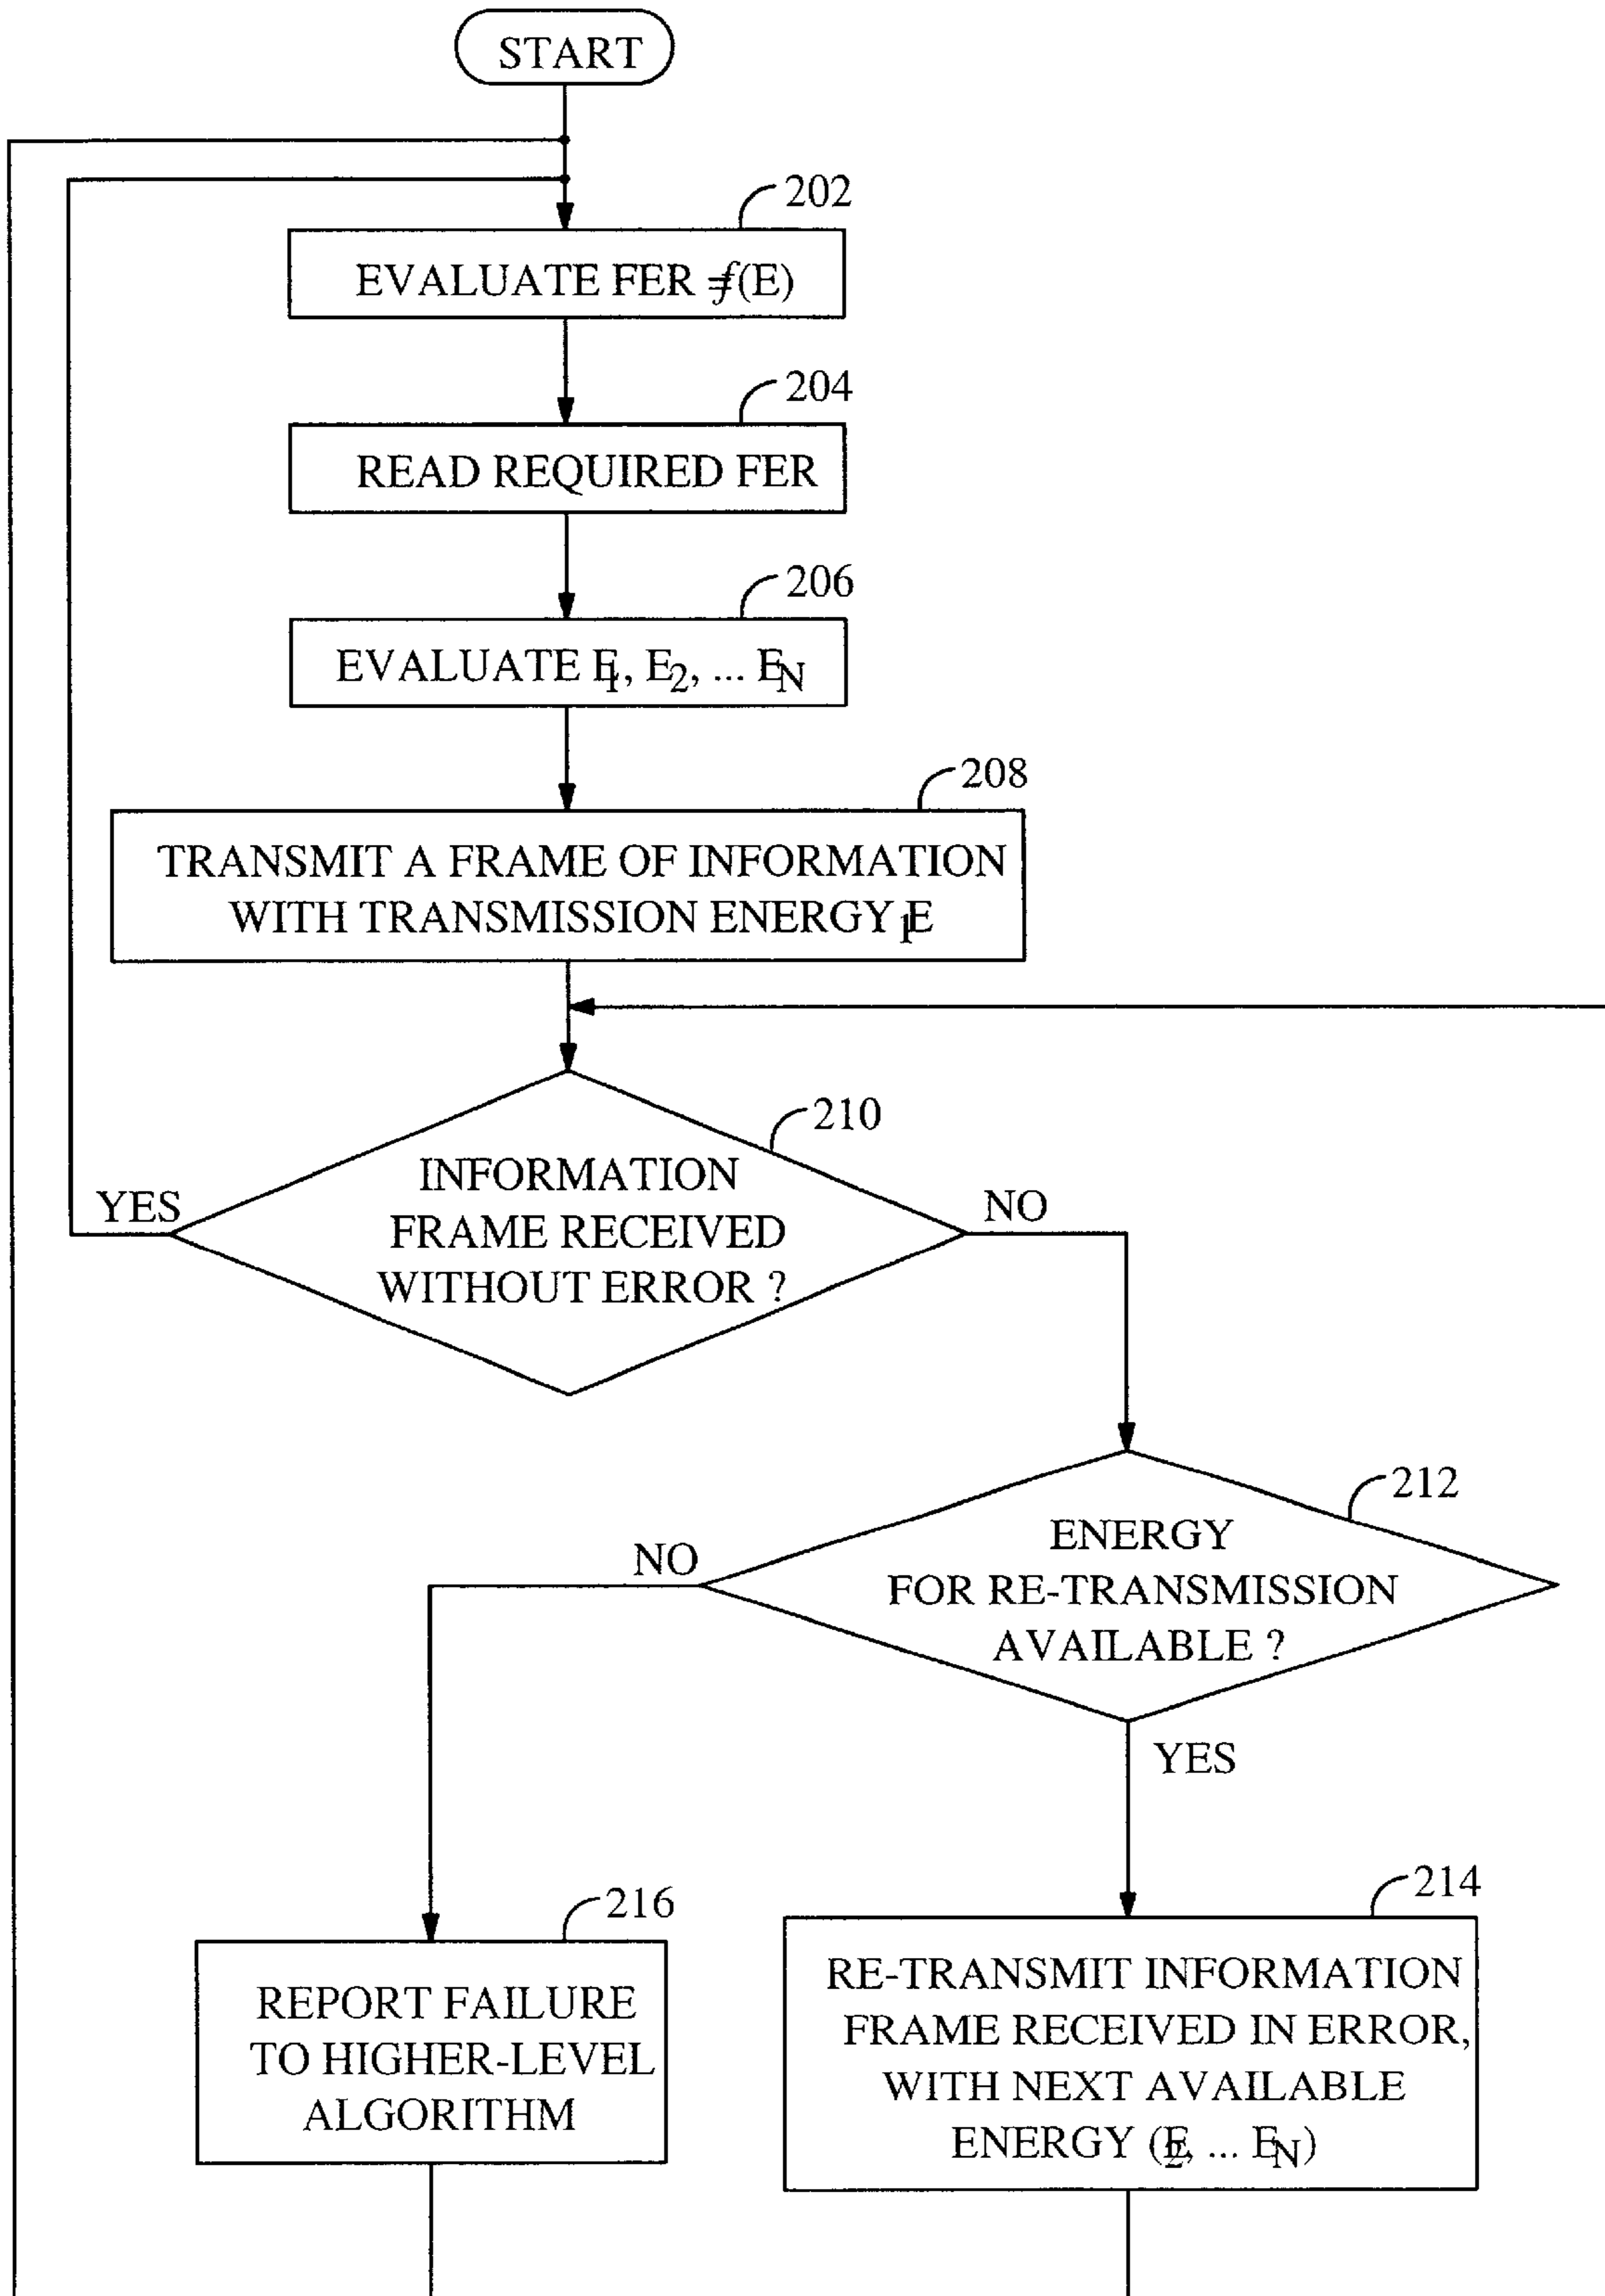 START
202
EVALUATE FER =f(E)
204
READ REQUIRED FER
206
EVALUATE E1, E2, ... EN
208
TRANSMIT A FRAME OF INFORMATION
WITH TRANSMISSION ENERGY E1
210
INFORMATION
FRAME RECEIVED
WITHOUT ERROR ?
YES
NO
212
ENERGY
FOR RE-TRANSMISSION
AVAILABLE ?
NO
YES
216
REPORT FAILURE
TO HIGHER-LEVEL
ALGORITHM
214
RE-TRANSMIT INFORMATION
FRAME RECEIVED IN ERROR,
WITH NEXT AVAILABLE
ENERGY (E2, ... EN)